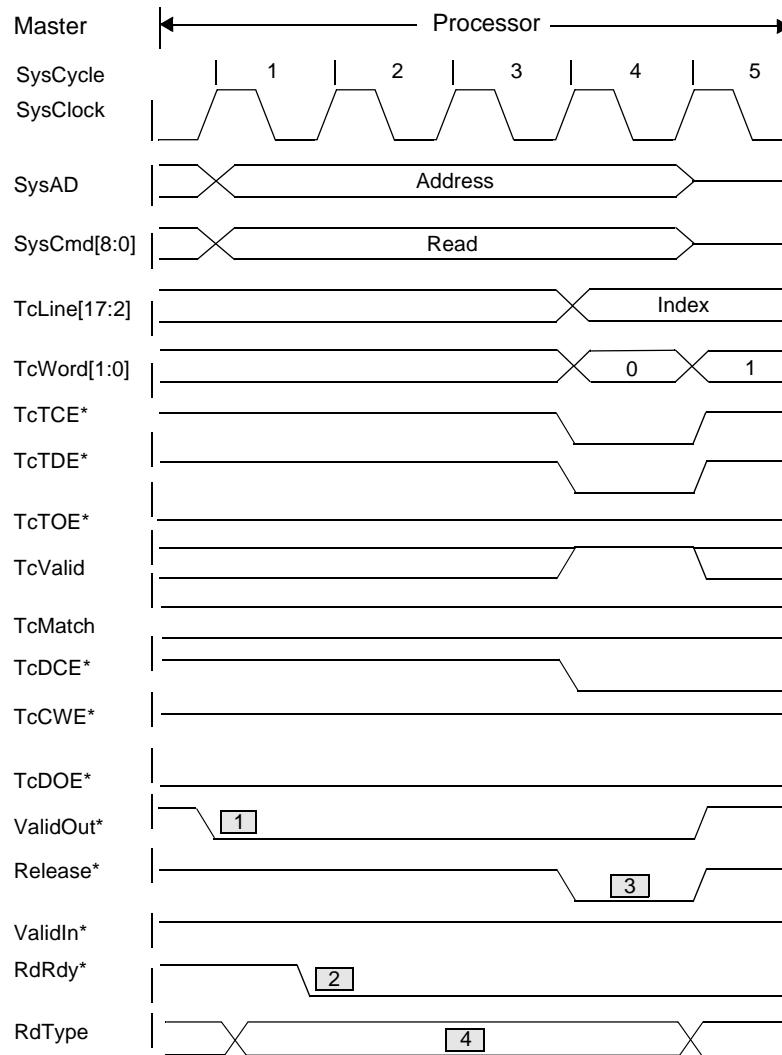 Master Processor
SysCycle 1 2 3 4 5
SysClock
SysAD Address
SysCmd[8:0] Read
TcLine[17:2] Index
TcWord[1:0] 0 1
TcTCE*
TcTDE*
TcTOE*
TcValid
TcMatch
TcDCE*
TcCWE*
TcDOE*
ValidOut* 1
Release* 3
ValidIn*
RdRdy* 2
RdType 4